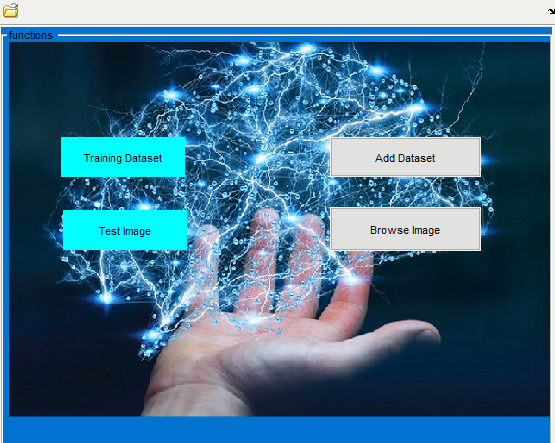 functions
Training Dataset
Add Dataset
Test Image
Browse Image